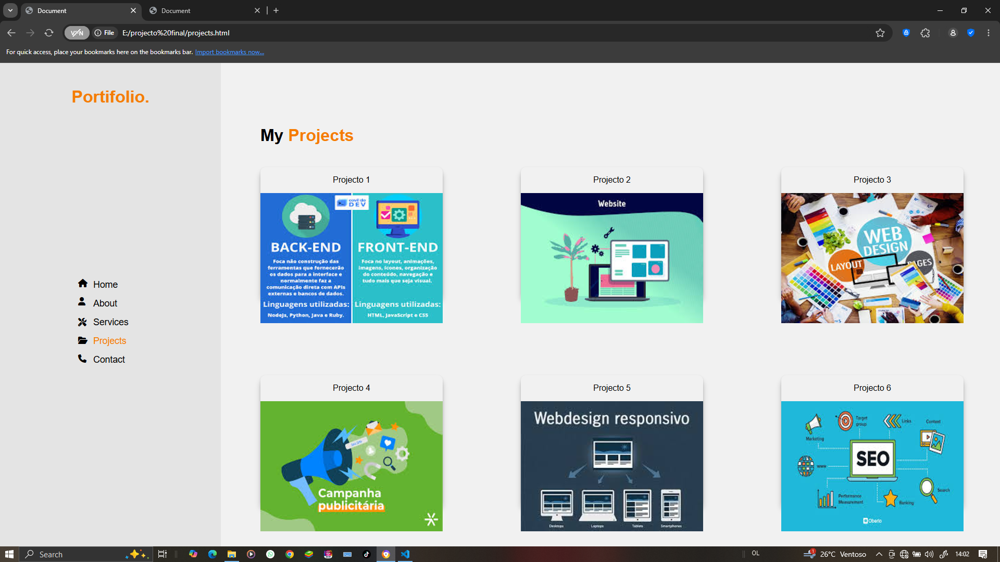 Document
Document
VPN
File
E:/projecto%20final/projects.html
For quick access, place your bookmarks here on the bookmarks bar. Import bookmarks now...
Portifolio.
Home
About
Services
Projects
Contact
My Projects
Projecto 1
covil do
DEV
BACK-END
Foca não construção das
ferramentas que fornecerão
os dados para a interface e
normalmente faz a
comunicação direta com APIs
externas e bancos de dados.
Linguagens utilizadas:
NodeJs, Python, Java e Ruby.
FRONT-END
Foca no layout, animações,
imagens, ícones, organização
do conteúdo, navegação e
tudo mais que seja visual.
Linguagens utilizadas:
HTML, JavaScript e CSS
Projecto 2
Website
Projecto 3
WEB
DESIGN
LAYOUT
PAGES
Projecto 4
Campanha
publicitária
Projecto 5
Webdesign responsivo
Desktops
Laptops
Tablets
Smartphones
Projecto 6
Marketing
Target
group
Links
Content
www
SEO
Search
Performance
Measurement
Ranking
Oberlo
Search
OL
1
26°C Ventoso
14:02